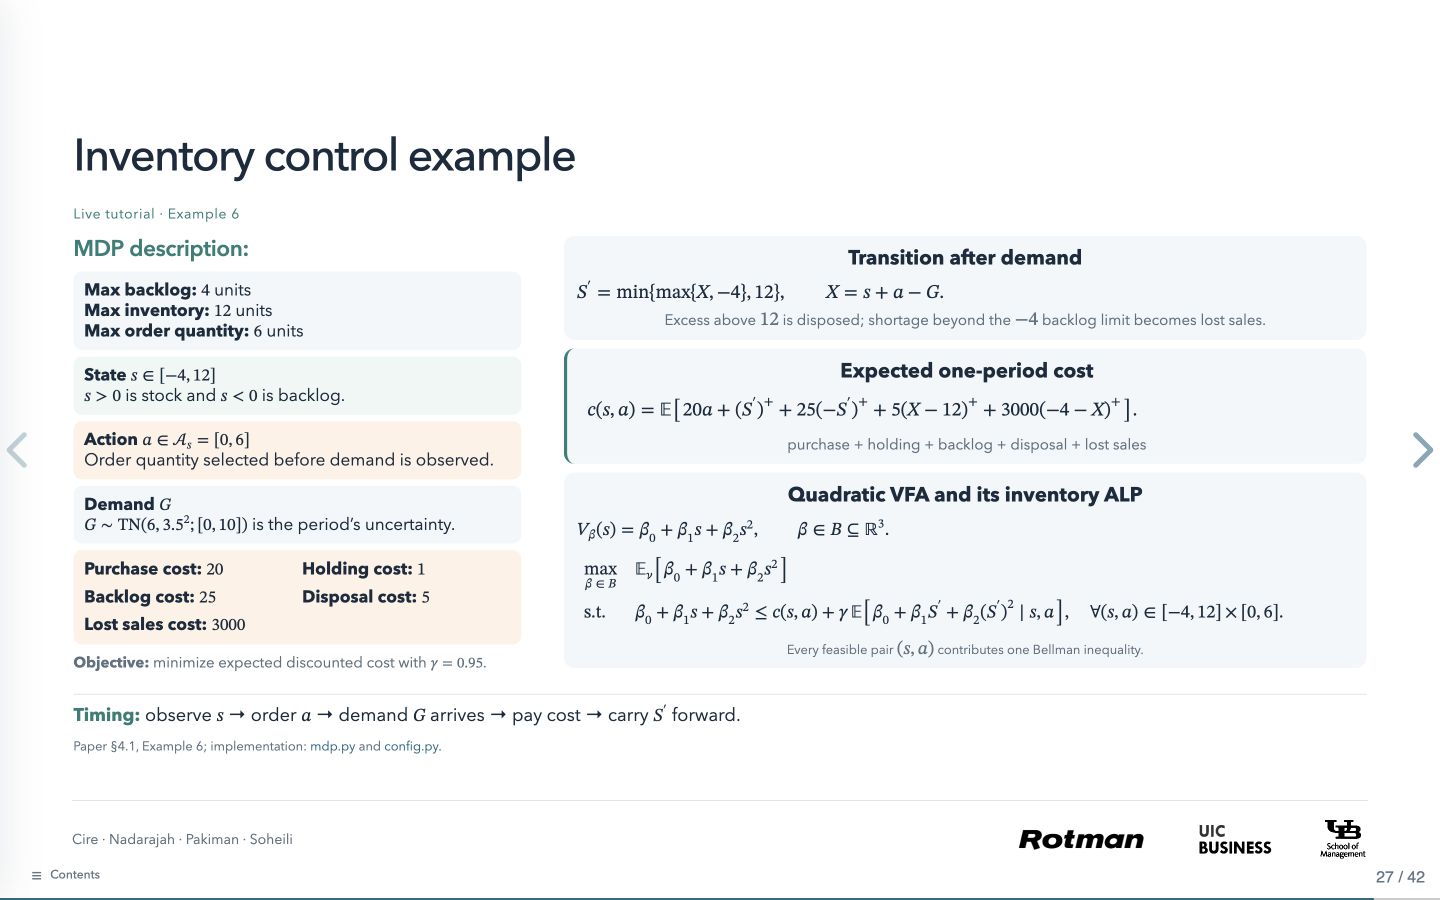 Inventory control example
Live tutorial · Example 6
MDP description:
Max backlog: 4 units
Max inventory: 12 units
Max order quantity: 6 units
State s ∈ [−4, 12]
s > 0 is stock and s < 0 is backlog.
Action a ∈ 𝒜ₛ = [0, 6]
Order quantity selected before demand is observed.
Demand G
G ∼ TN(6, 3.5²; [0, 10]) is the period's uncertainty.
Purchase cost: 20 Holding cost: 1
Backlog cost: 25 Disposal cost: 5
Lost sales cost: 3000
Objective: minimize expected discounted cost with γ = 0.95.
Transition after demand
S′ = min{max{X, −4}, 12}, X = s + a − G.
Excess above 12 is disposed; shortage beyond the −4 backlog limit becomes lost sales.
Expected one-period cost
c(s, a) = 𝔼[20a + (S′)⁺ + 25(−S′)⁺ + 5(X − 12)⁺ + 3000(−4 − X)⁺].
purchase + holding + backlog + disposal + lost sales
Quadratic VFA and its inventory ALP
V_β(s) = β₀ + β₁s + β₂s², β ∈ B ⊆ ℝ³.
max 𝔼_ν[β₀ + β₁s + β₂s²]
β ∈ B
s.t. β₀ + β₁s + β₂s² ≤ c(s, a) + γ 𝔼[β₀ + β₁S′ + β₂(S′)² | s, a], ∀(s, a) ∈ [−4, 12] × [0, 6].
Every feasible pair (s, a) contributes one Bellman inequality.
Timing: observe s → order a → demand G arrives → pay cost → carry S′ forward.
Paper §4.1, Example 6; implementation: mdp.py and config.py.
Cire · Nadarajah · Pakiman · Soheili
Rotman
UIC
BUSINESS
UB
School of
Management
≡ Contents
27 / 42